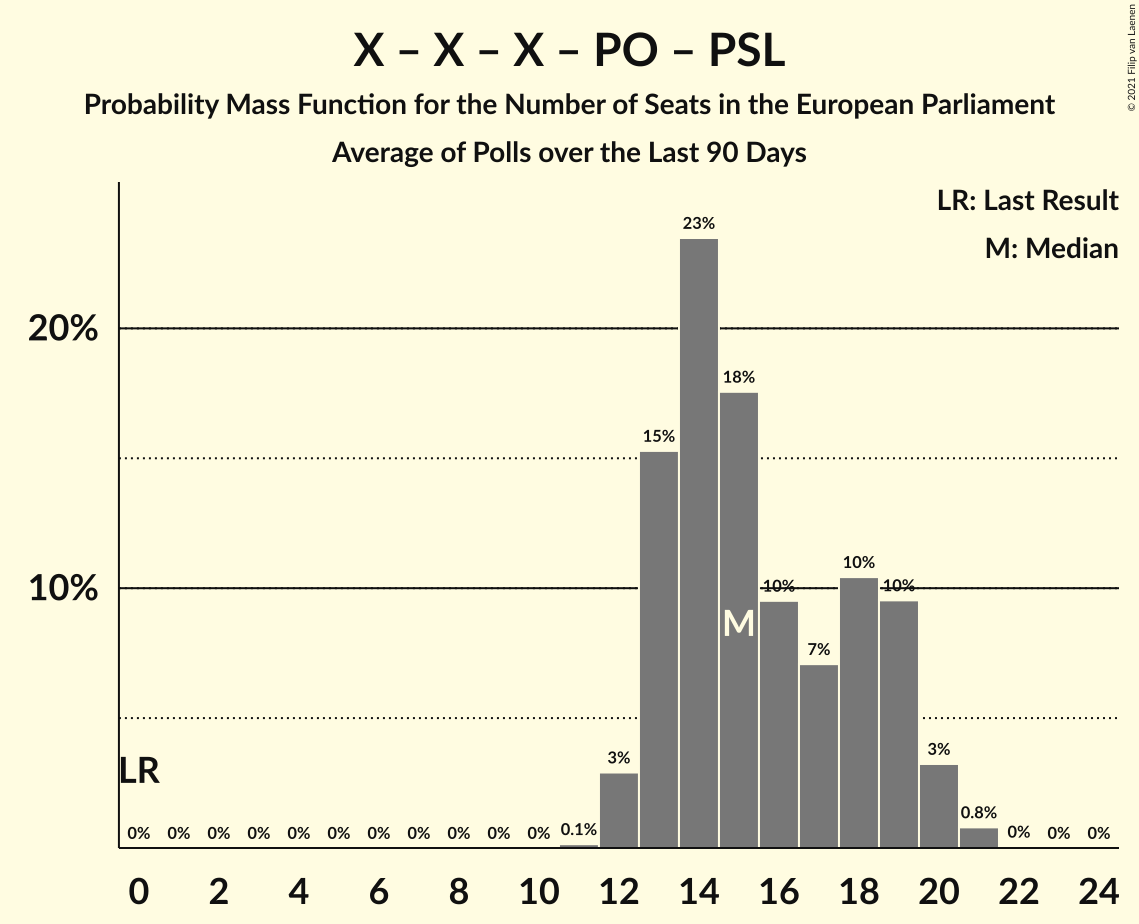 X – X – X – PO – PSL
Probability Mass Function for the Number of Seats in the European Parliament
Average of Polls over the Last 90 Days
© 2021 Filip van Laenen
LR: Last Result
M: Median
23%
20%
18%
15%
10%
10%
10%
10%
M
7%
LR
3%
3%
0% 0% 0% 0% 0% 0% 0% 0% 0% 0% 0% 0.1% 0.8% 0% 0% 0%
0 2 4 6 8 10 12 14 16 18 20 22 24